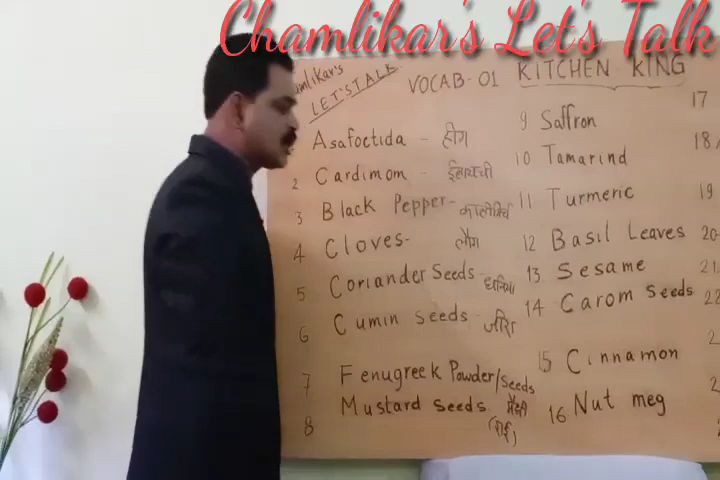 Chamlikar's Let's Talk
LET'S TALK
VOCAB-01 KITCHEN KING
Asafoetida - हींग
2 Cardimom - ईलायची
3 Black Pepper - कालीमिर्च
4 Cloves - लौंग
5 Coriander Seeds - धनिया
6 Cumin Seeds - जीरा
7 Fenugreek Powder/Seeds मैथी
8 Mustard Seeds (राई)
9 Saffron
10 Tamarind
11 Turmeric
12 Basil Leaves
13 Sesame
14 Carom Seeds
15 Cinnamon
16 Nut meg
17
18
19
20
21
22